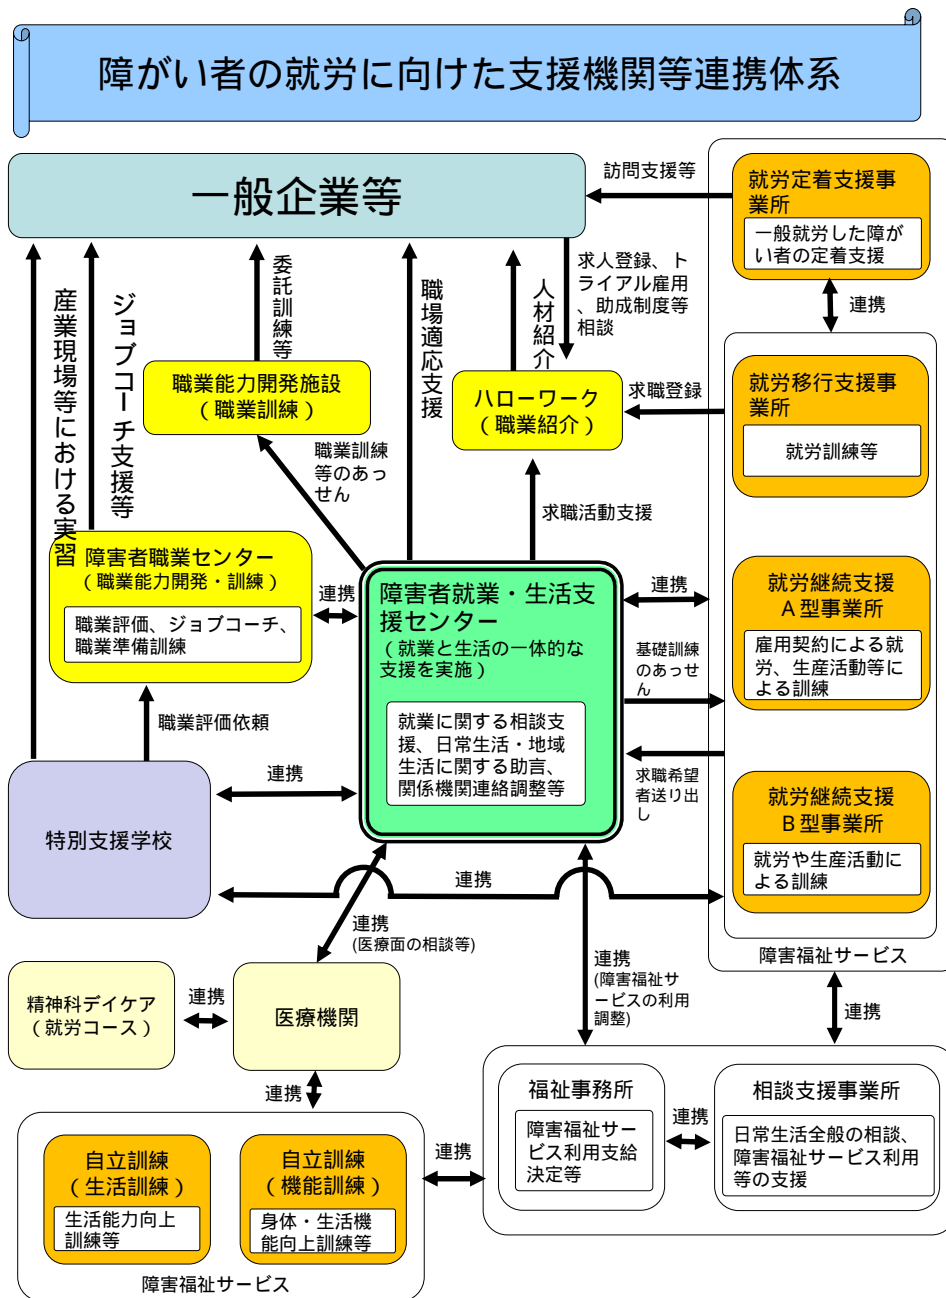 障がい者の就労に向けた支援機関等連携体系
一般企業等
訪問支援等
就労定着支援事
業所
一般就労した障が
い者の定着支援
連携
産業現場等における実習
ジョブコーチ支援等
委託訓練等
職場適応支援
人材紹介
求人登録、ト
ライアル雇用
、助成制度等
相談
職業能力開発施設
（職業訓練）
ハローワーク
（職業紹介）
求職登録
就労移行支援事
業所
就労訓練等
職業訓練
等のあっ
せん
求職活動支援
障害者職業センター
（職業能力開発・訓練）
職業評価、ジョブコーチ、
職業準備訓練
連携
障害者就業・生活支
援センター
（就業と生活の一体的な
支援を実施）
就業に関する相談支
援、日常生活・地域
生活に関する助言、
関係機関連絡調整等
連携
基礎訓練
のあっせ
ん
求職希望
者送り出
し
就労継続支援
Ａ型事業所
雇用契約による就
労、生産活動等に
よる訓練
職業評価依頼
特別支援学校
連携
就労継続支援
Ｂ型事業所
就労や生産活動に
よる訓練
連携
障害福祉サービス
連携
(医療面の相談等)
連携
(障害福祉サ
ービスの利用
調整)
連携
精神科デイケア
（就労コース）
連携
医療機関
連携
福祉事務所
障害福祉サー
ビス利用支給
決定等
連携
相談支援事業所
日常生活全般の相談、
障害福祉サービス利用
等の支援
自立訓練
（生活訓練）
生活能力向上
訓練等
自立訓練
（機能訓練）
身体・生活機
能向上訓練等
連携
障害福祉サービス